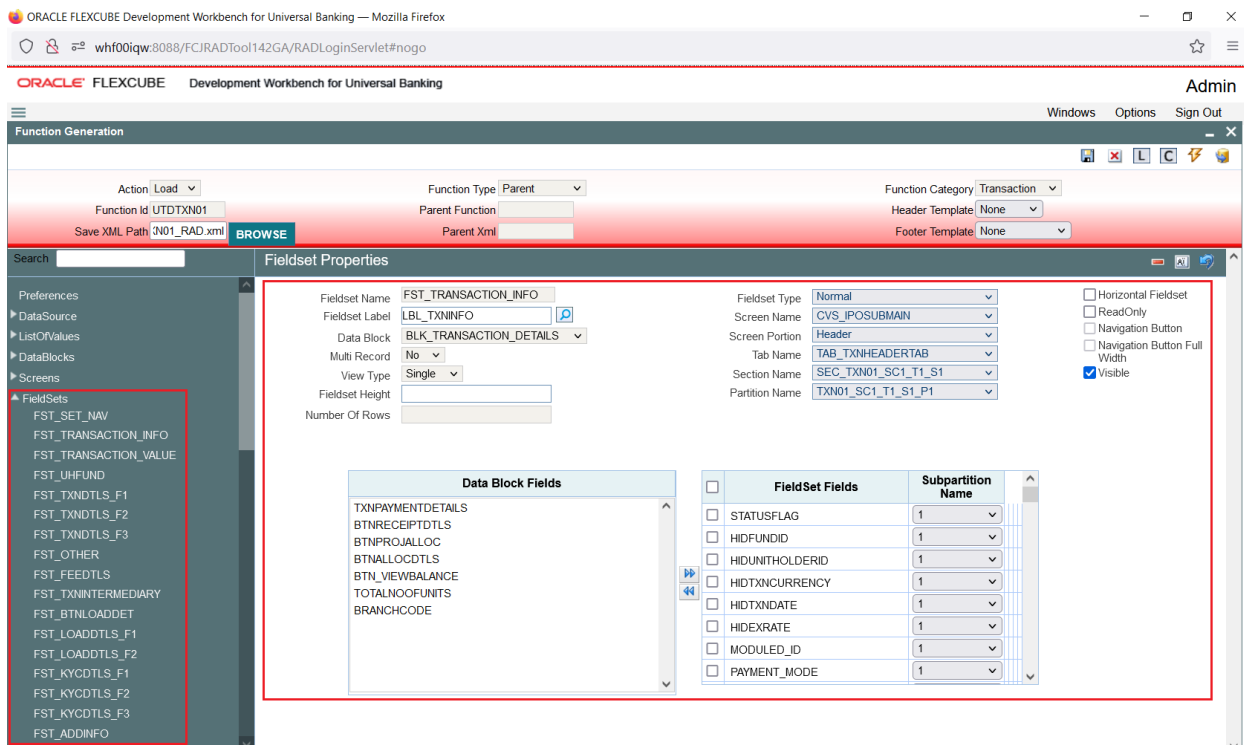 ORACLE FLEXCUBE Development Workbench for Universal Banking — Mozilla Firefox
whf00iqw:8088/FCJRADTool142GA/RADLoginServlet#nogo
ORACLE FLEXCUBE Development Workbench for Universal Banking Admin
Windows Options Sign Out
Function Generation
L C
Action Load Function Type Parent Function Category Transaction
Function Id UTDTXN01 Parent Function Header Template None
Save XML Path XN01_RAD.xml BROWSE Parent Xml Footer Template None
Search
Preferences
DataSource
ListOfValues
DataBlocks
Screens
FieldSets
FST_SET_NAV
FST_TRANSACTION_INFO
FST_TRANSACTION_VALUE
FST_UHFUND
FST_TXNDTLS_F1
FST_TXNDTLS_F2
FST_TXNDTLS_F3
FST_OTHER
FST_FEEDTLS
FST_TXNINTERMEDIARY
FST_BTNLOADDET
FST_LOADDTLS_F1
FST_LOADDTLS_F2
FST_KYCDTLS_F1
FST_KYCDTLS_F2
FST_KYCDTLS_F3
FST_ADDINFO
Fieldset Properties
Fieldset Name FST_TRANSACTION_INFO
Fieldset Label LBL_TXNINFO
Data Block BLK_TRANSACTION_DETAILS
Multi Record No
View Type Single
Fieldset Height
Number Of Rows
Fieldset Type Normal
Screen Name CVS_IPOSUBMAIN
Screen Portion Header
Tab Name TAB_TXNHEADERTAB
Section Name SEC_TXN01_SC1_T1_S1
Partition Name TXN01_SC1_T1_S1_P1
Horizontal Fieldset
ReadOnly
Navigation Button
Navigation Button Full
Width
Visible
Data Block Fields
TXNPAYMENTDETAILS
BTNRECEIPTDTLS
BTNPROJALLOC
BTNALLOCDTLS
BTN_VIEWBALANCE
TOTALNOOFUNITS
BRANCHCODE
FieldSet Fields Subpartition
Name
STATUSFLAG 1
HIDFUNDID 1
HIDUNITHOLDERID 1
HIDTXNCURRENCY 1
HIDTXNDATE 1
HIDEXRATE 1
MODULED_ID 1
PAYMENT_MODE 1